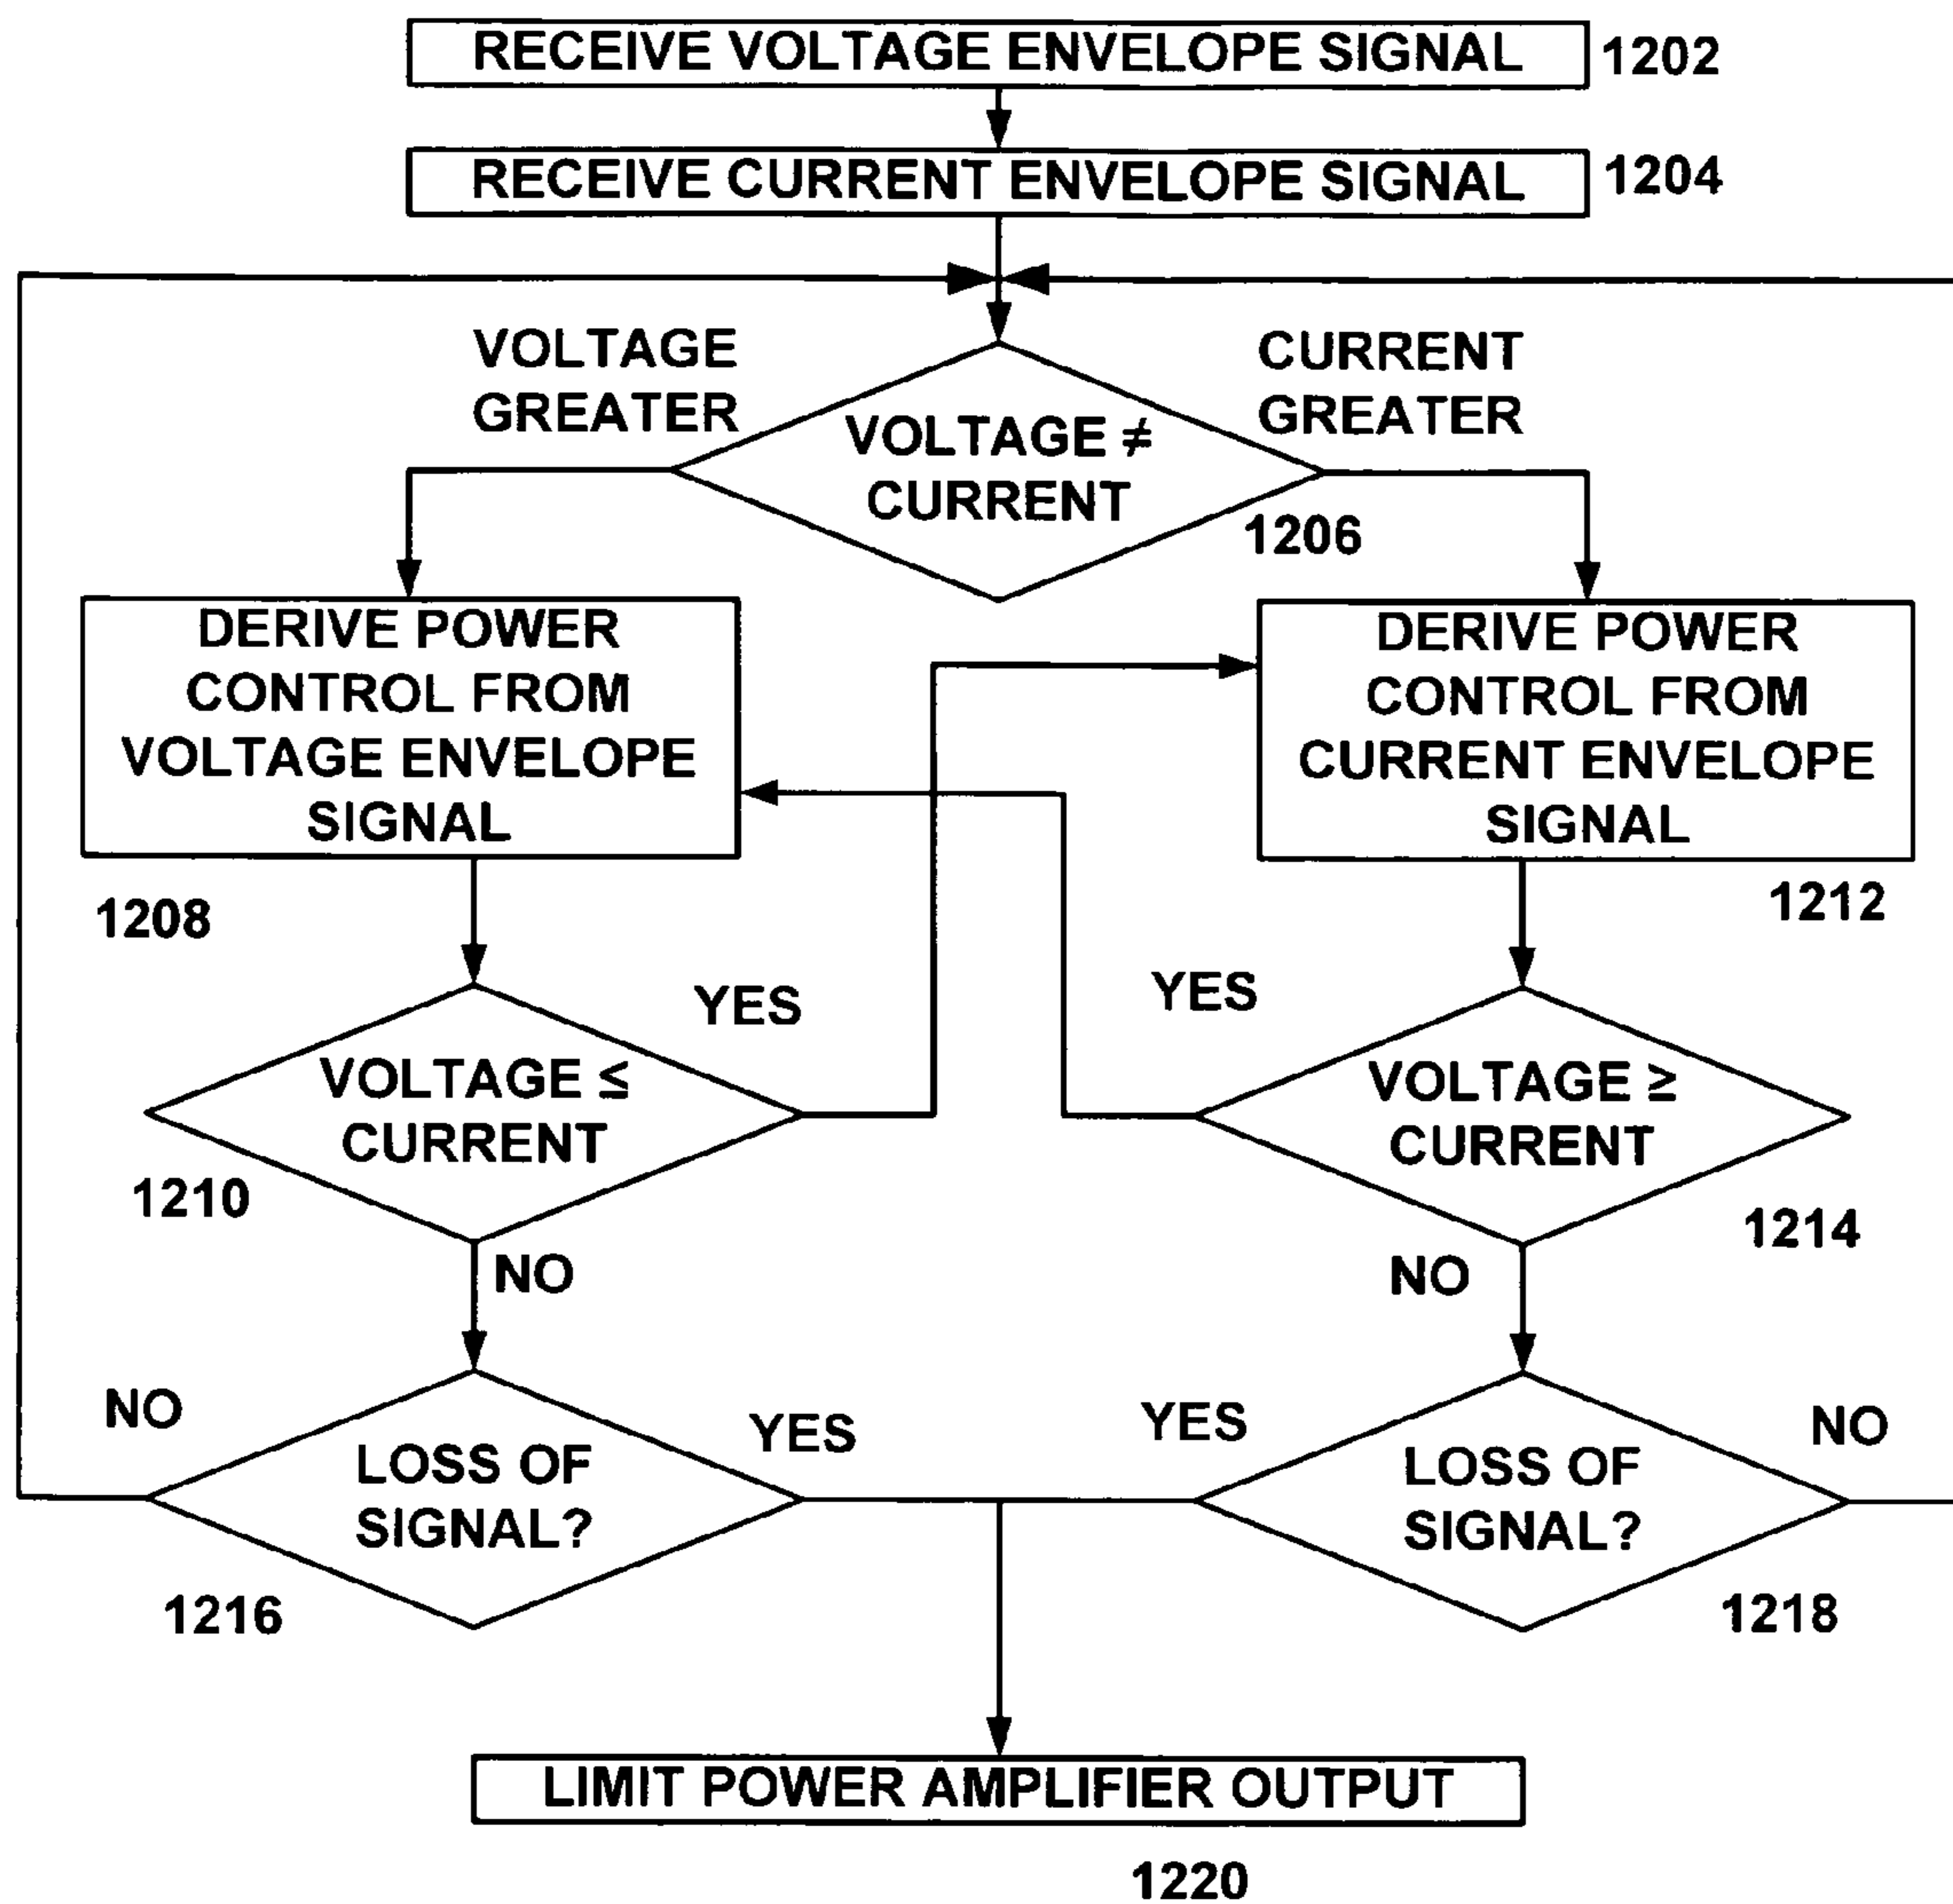 RECEIVE VOLTAGE ENVELOPE SIGNAL
1202
RECEIVE CURRENT ENVELOPE SIGNAL
1204
VOLTAGE
GREATER
CURRENT
GREATER
VOLTAGE ≠
CURRENT
1206
DERIVE POWER
CONTROL FROM
VOLTAGE ENVELOPE
SIGNAL
1208
DERIVE POWER
CONTROL FROM
CURRENT ENVELOPE
SIGNAL
1212
YES
YES
VOLTAGE ≤
CURRENT
1210
VOLTAGE ≥
CURRENT
1214
NO
NO
NO
LOSS OF
SIGNAL?
YES
1216
YES
LOSS OF
SIGNAL?
NO
1218
LIMIT POWER AMPLIFIER OUTPUT
1220